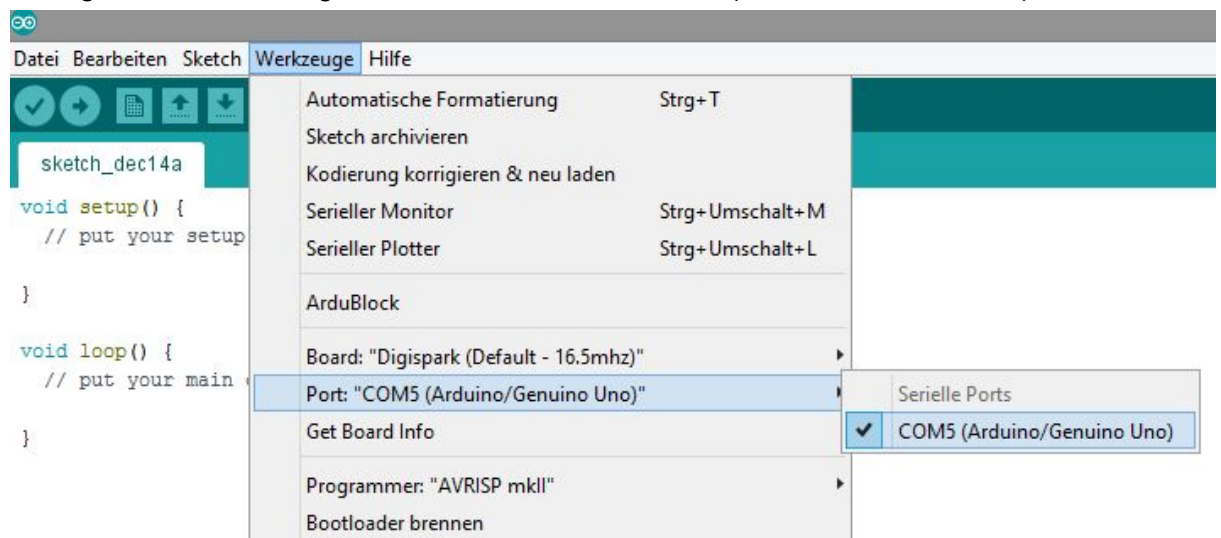 Datei Bearbeiten Sketch Werkzeuge Hilfe
Automatische Formatierung Strg+T
Sketch archivieren
sketch_dec14a
Kodierung korrigieren & neu laden
void setup() {
Serieller Monitor Strg+Umschalt+M
// put your setup
Serieller Plotter Strg+Umschalt+L
}
ArduBlock
void loop() {
Board: "Digispark (Default - 16.5mhz)"
// put your main
Port: "COM5 (Arduino/Genuino Uno)"
Serielle Ports
}
Get Board Info
COM5 (Arduino/Genuino Uno)
Programmer: "AVRISP mkII"
Bootloader brennen